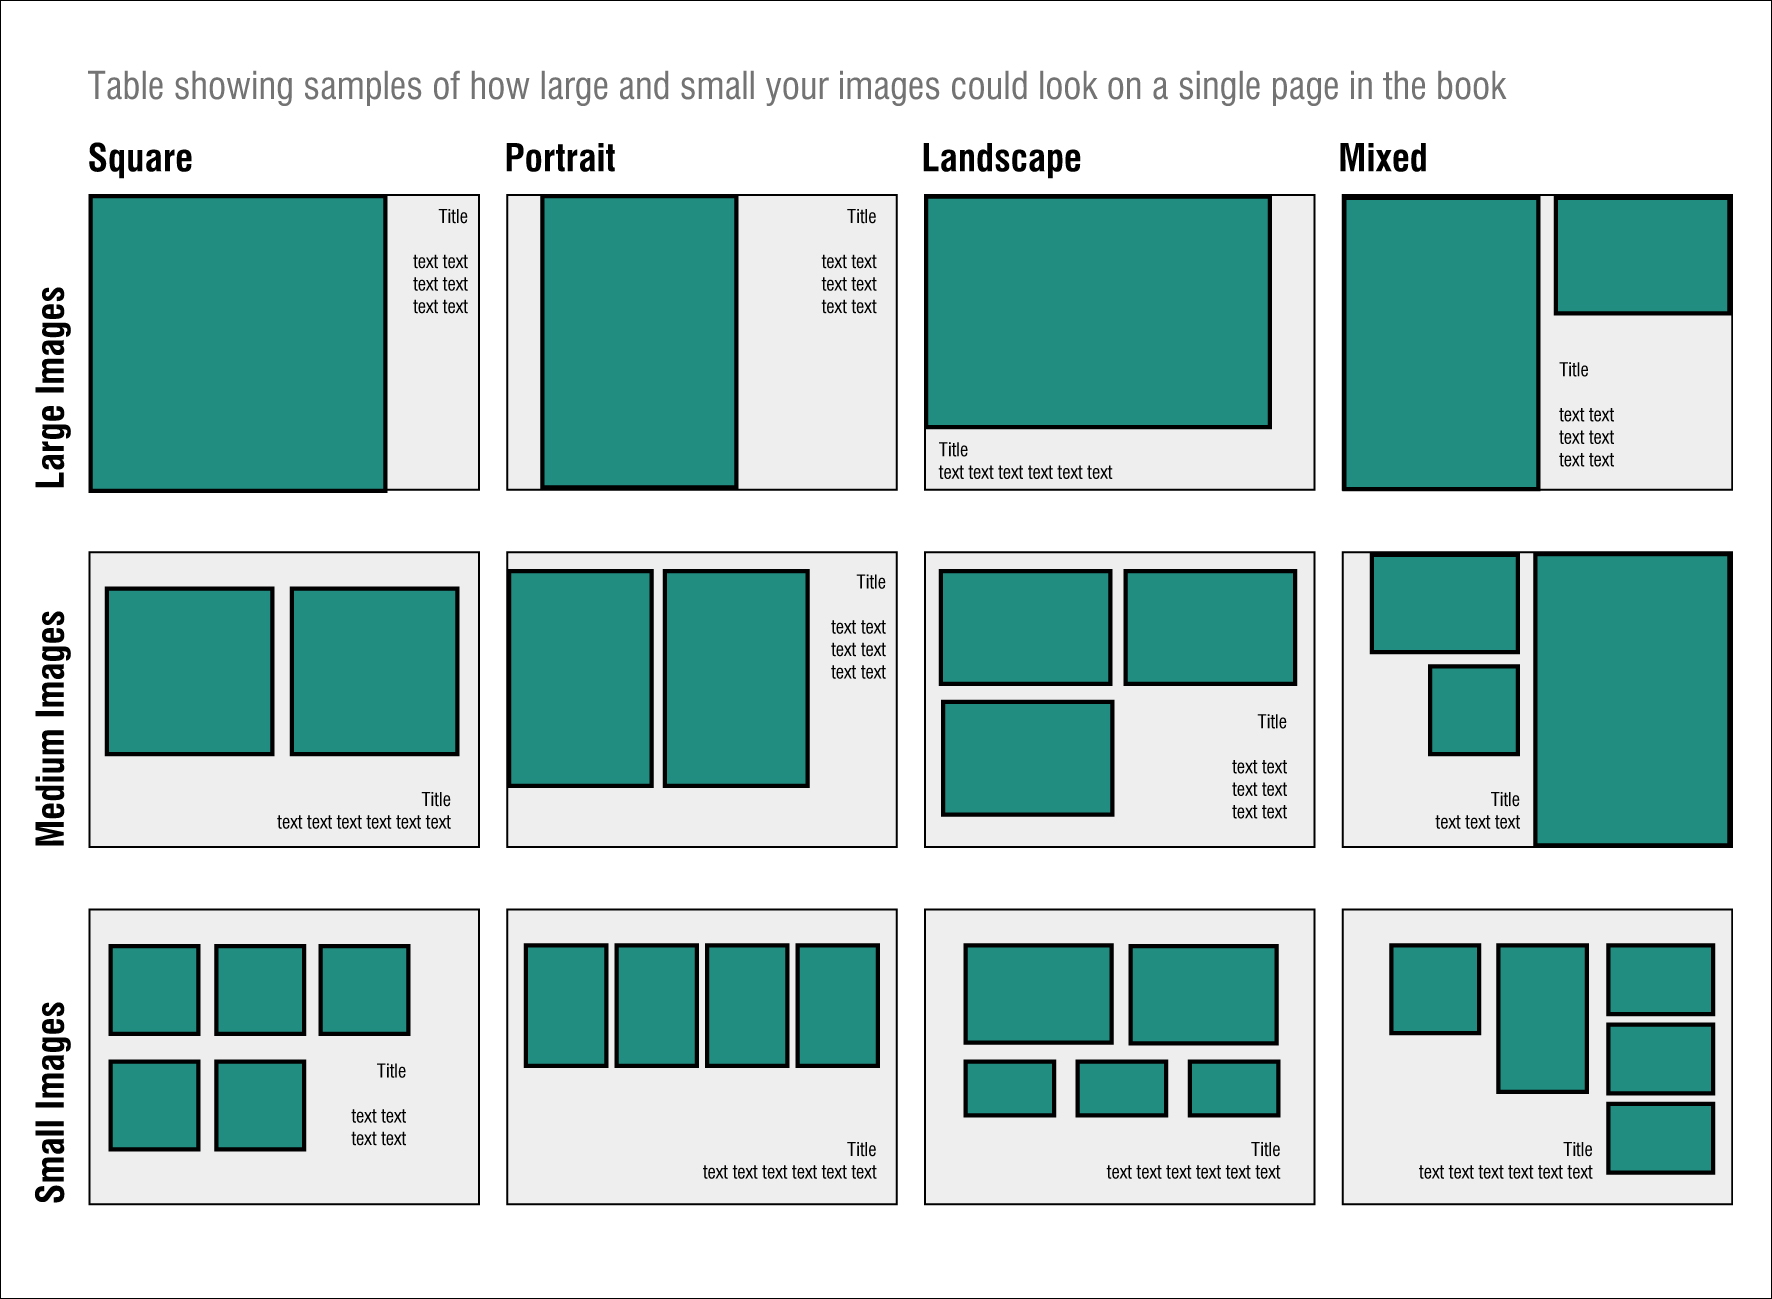 Table showing samples of how large and small your images could look on a single page in the book
Square
Portrait
Landscape
Mixed
Large Images
Title
text text
text text
text text
Title
text text
text text
text text
Title
text text text text text text
Title
text text
text text
text text
Medium Images
Title
text text text text text text
Title
text text
text text
text text
Title
text text
text text
text text
Title
text text text
Small Images
Title
text text
text text
Title
text text text text text text
Title
text text text text text text
Title
text text text text text text